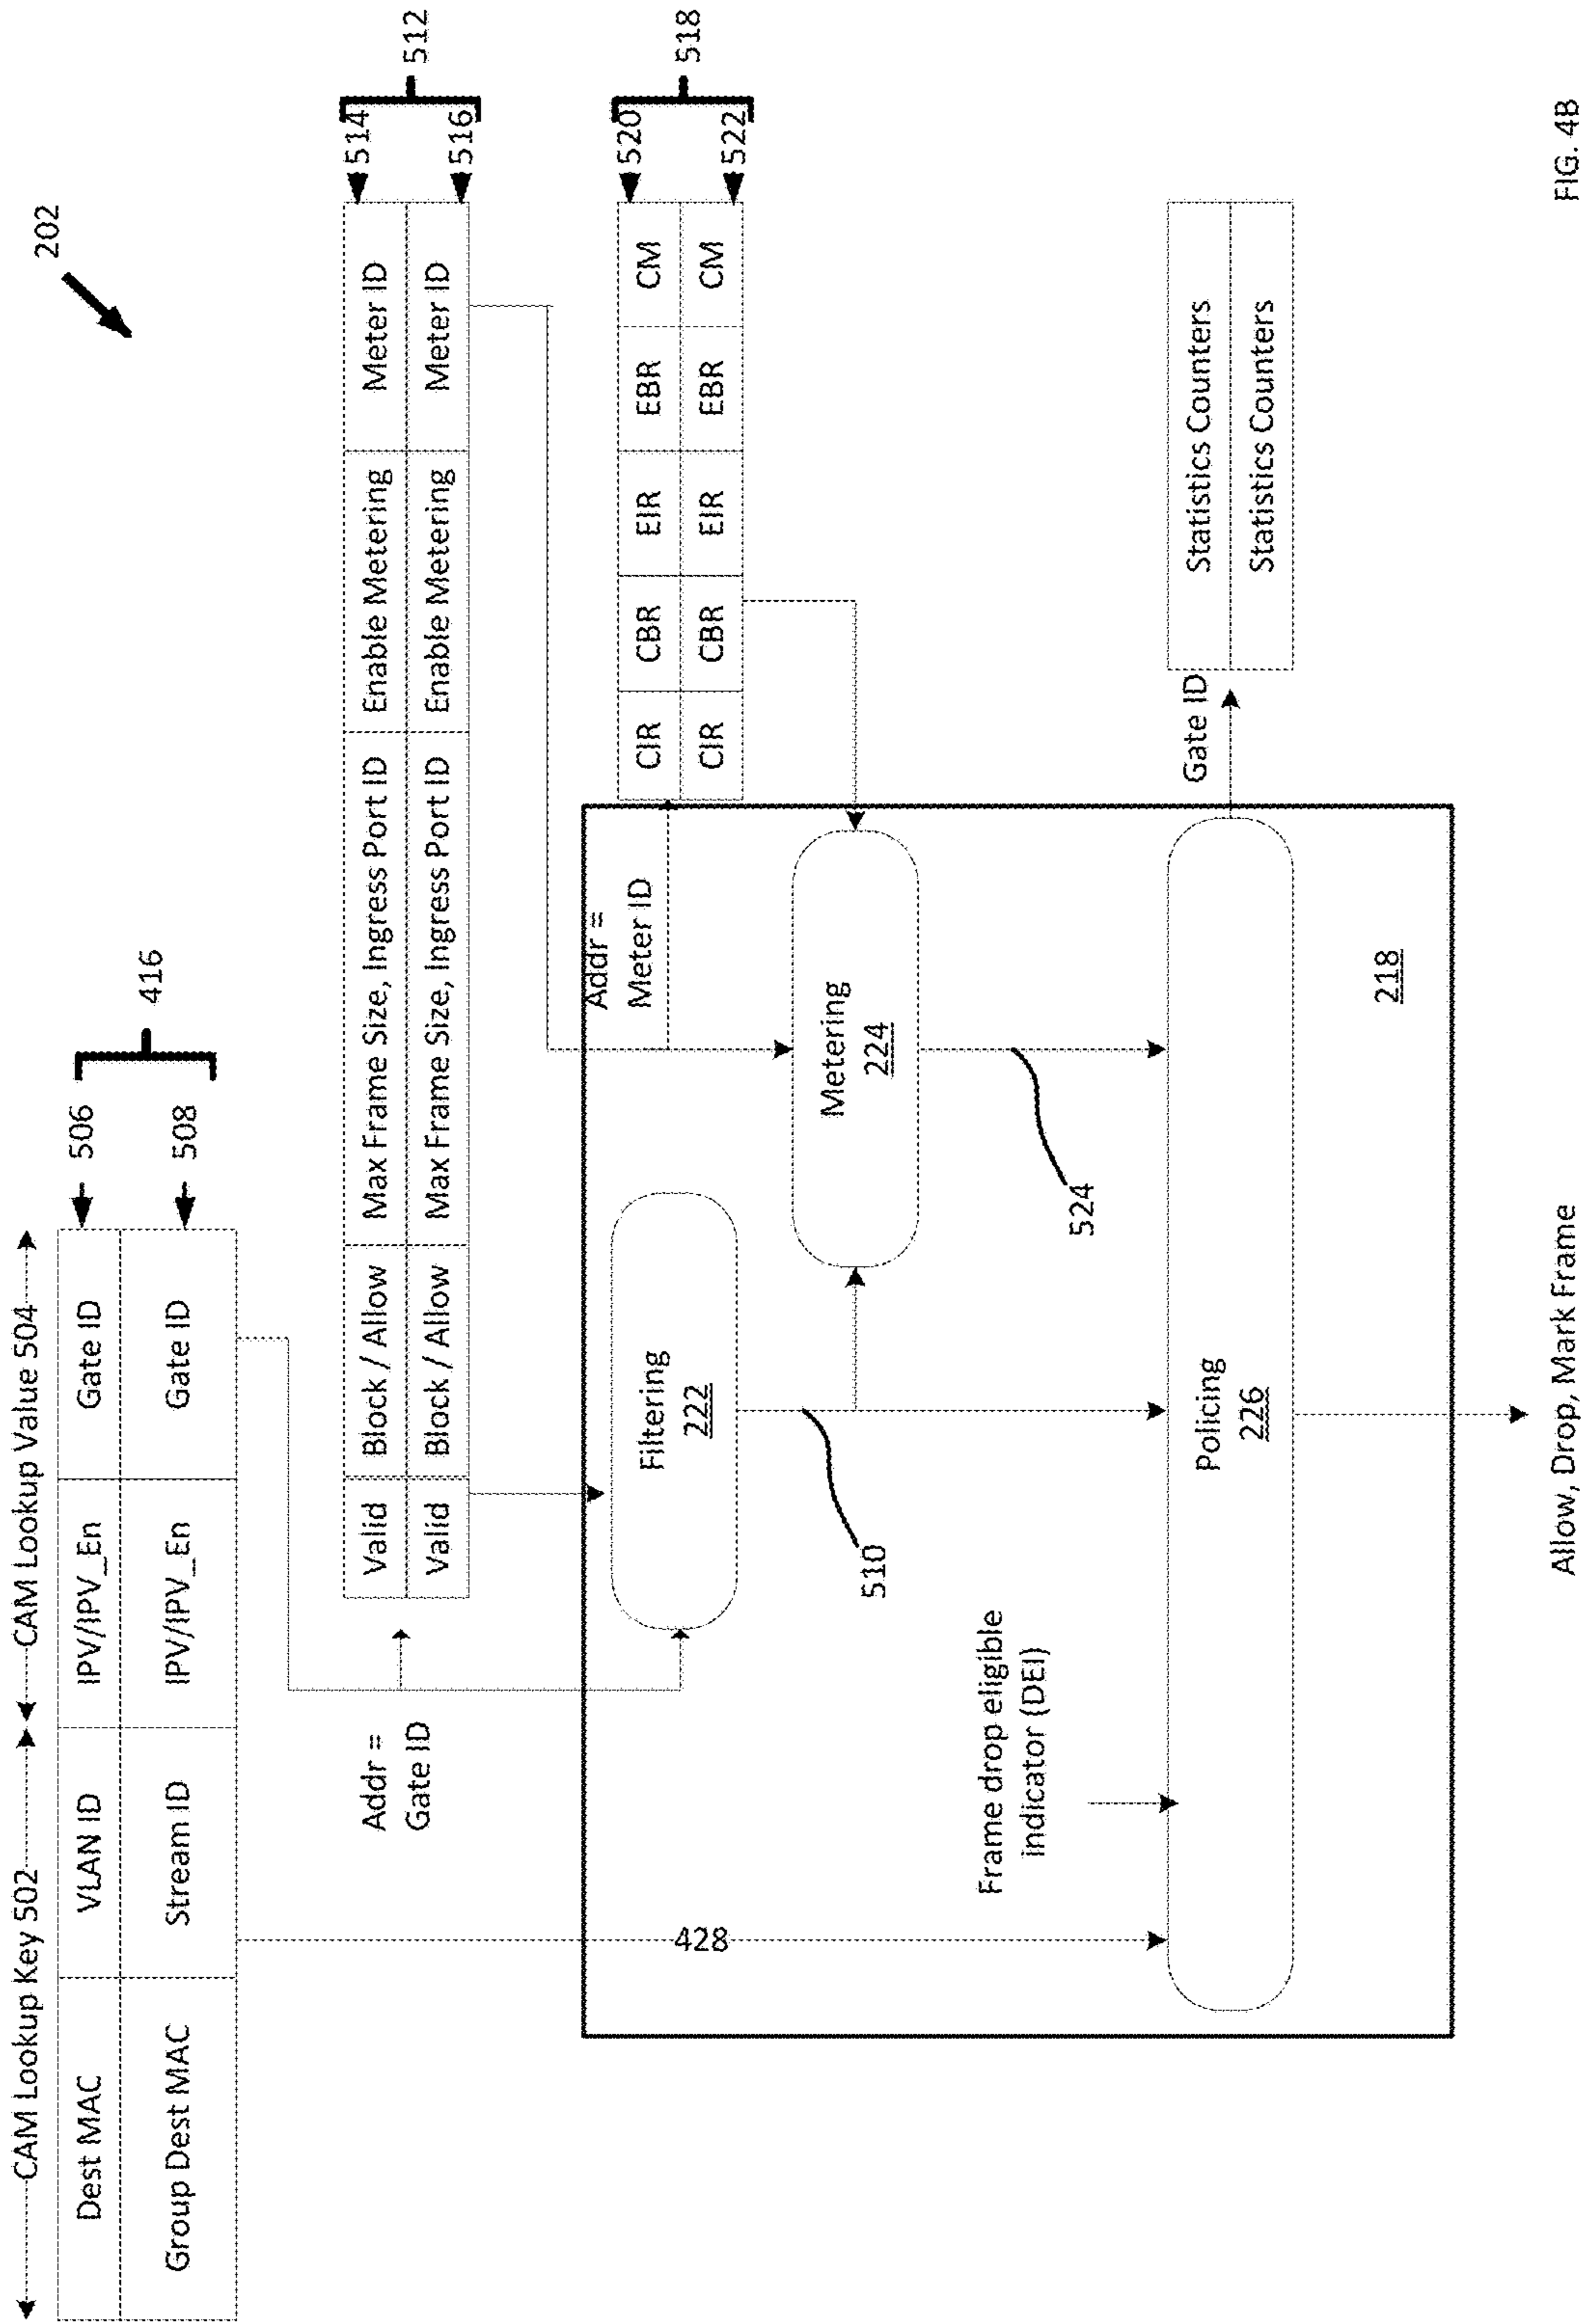 202
CAM Lookup Key 502
CAM Lookup Value 504
Dest MAC
VLAN ID
IPV/IPV_En
Gate ID
506
416
Group Dest MAC
Stream ID
IPV/IPV_En
Gate ID
508
Addr =
Gate ID
Valid
Block / Allow
Max Frame Size, Ingress Port ID
Enable Metering
Meter ID
514
512
Valid
Block / Allow
Max Frame Size, Ingress Port ID
Enable Metering
Meter ID
516
Addr =
Meter ID
CIR
CBR
EIR
EBR
CM
520
518
CIR
CBR
EIR
EBR
CM
522
428
Filtering
222
Metering
224
510
524
Frame drop eligible
indicator (DEI)
Policing
226
Gate ID
Statistics Counters
Statistics Counters
218
Allow, Drop, Mark Frame
FIG. 4B